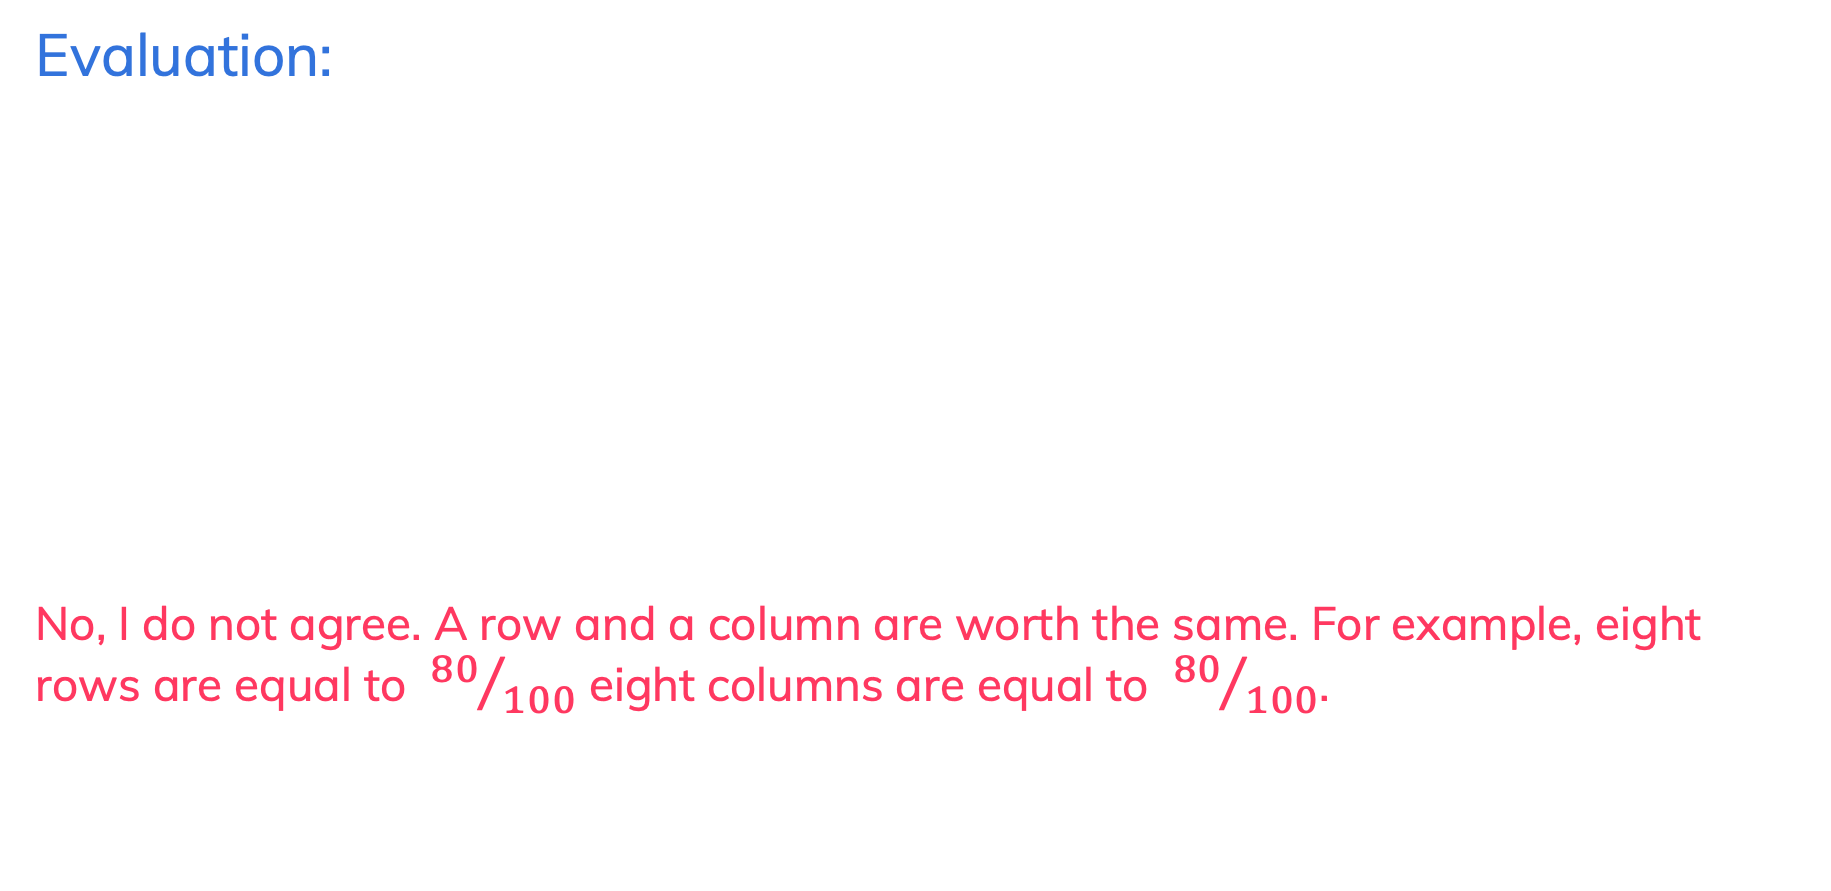 Evaluation:
No, I do not agree. A row and a column are worth the same. For example, eight
rows are equal to 80/100 eight columns are equal to 80/100.